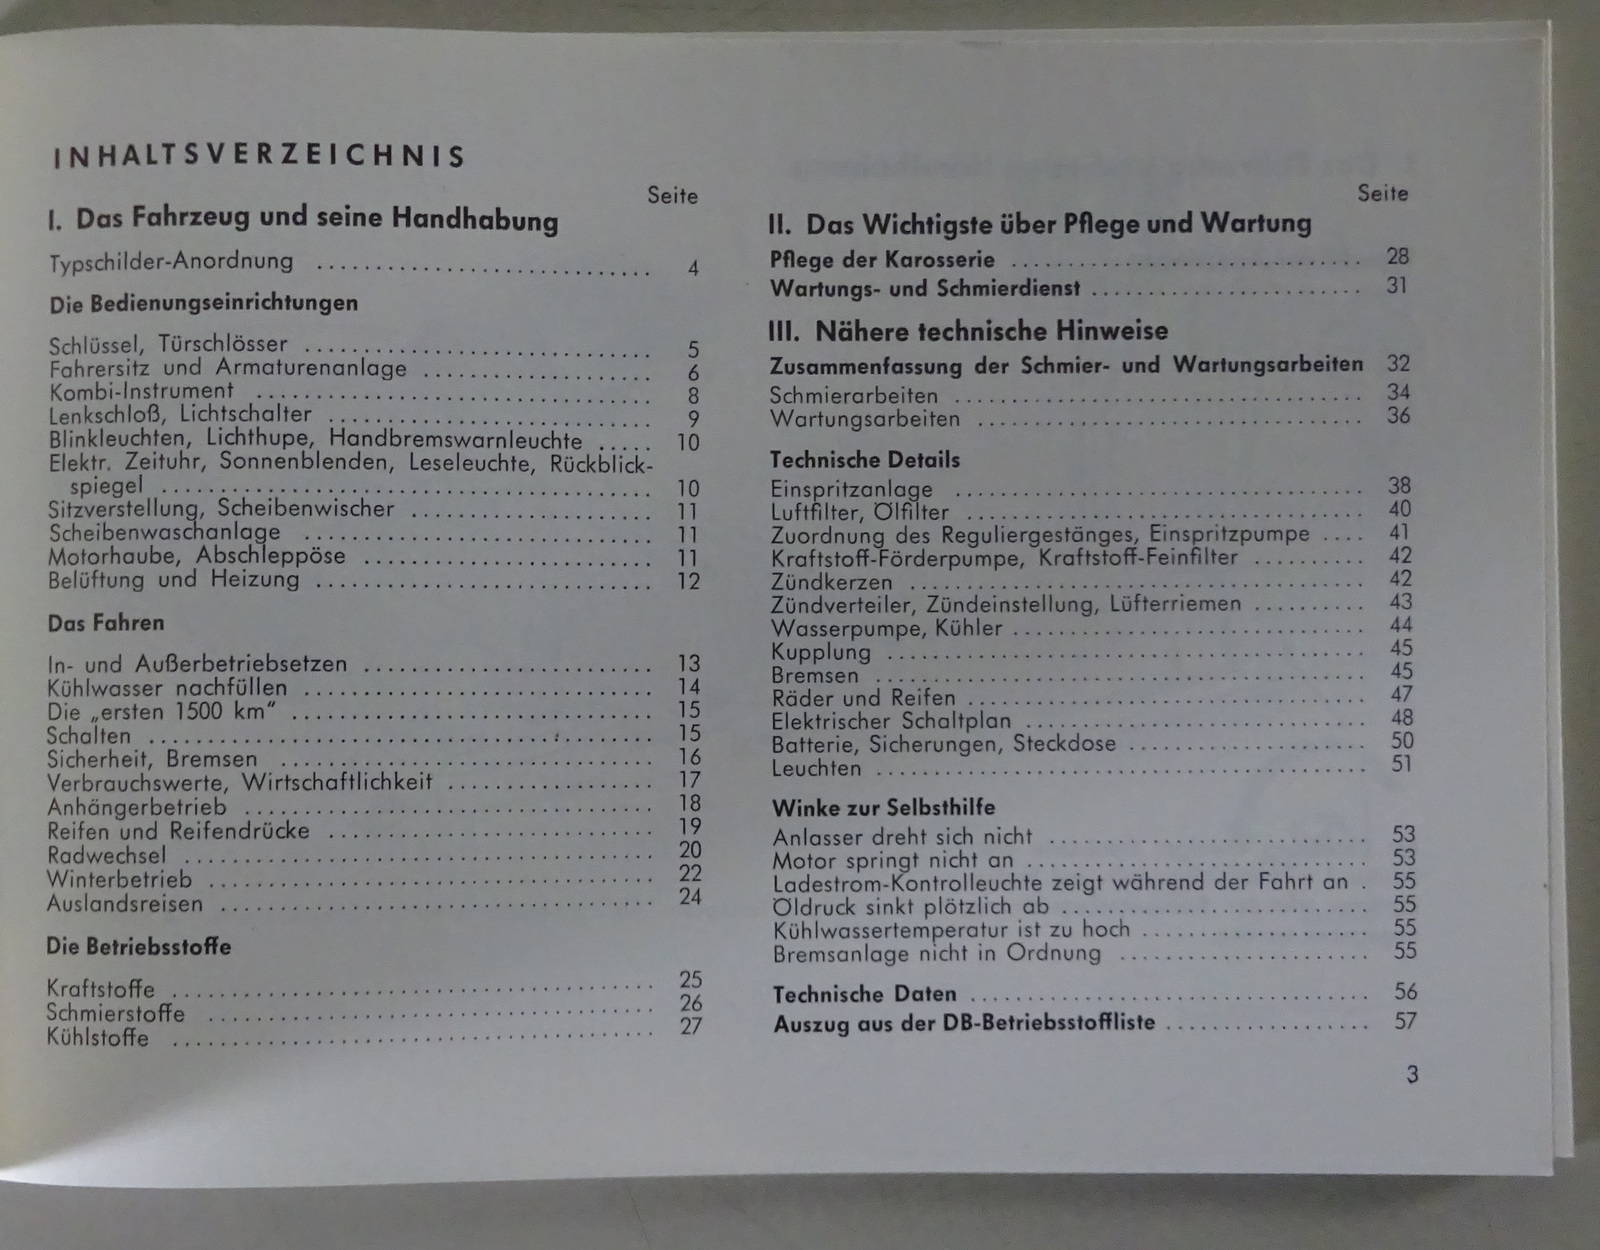 INHALTSVERZEICHNIS
Seite
I. Das Fahrzeug und seine Handhabung
Typschilder-Anordnung ............................. 4
Die Bedienungseinrichtungen
Schlüssel, Türschlösser .............................. 5
Fahrersitz und Armaturenanlage .................... 6
Kombi-Instrument .................................. 8
Lenkschloß, Lichtschalter ............................ 9
Blinkleuchten, Lichthupe, Handbremswarnleuchte ..... 10
Elektr. Zeituhr, Sonnenblenden, Leseleuchte, Rückblick-
spiegel .......................................... 10
Sitzverstellung, Scheibenwischer ..................... 11
Scheibenwaschanlage .............................. 11
Motorhaube, Abschleppöse ......................... 11
Belüftung und Heizung ............................. 12
Das Fahren
In- und Außerbetriebsetzen ......................... 13
Kühlwasser nachfüllen .............................. 14
Die „ersten 1500 km“ ............................... 15
Schalten ........................................... 15
Sicherheit, Bremsen ................................ 16
Verbrauchswerte, Wirtschaftlichkeit .................. 17
Anhängerbetrieb ................................... 18
Reifen und Reifendrücke ............................ 19
Radwechsel ........................................ 20
Winterbetrieb ...................................... 22
Auslandsreisen ..................................... 24
Die Betriebsstoffe
Kraftstoffe ......................................... 25
Schmierstoffe ...................................... 26
Kühlstoffe ......................................... 27
Seite
II. Das Wichtigste über Pflege und Wartung
Pflege der Karosserie .............................. 28
Wartungs- und Schmierdienst ....................... 31
III. Nähere technische Hinweise
Zusammenfassung der Schmier- und Wartungsarbeiten 32
Schmierarbeiten ................................... 34
Wartungsarbeiten ................................. 36
Technische Details
Einspritzanlage ................................... 38
Luftfilter, Ölfilter .................................. 40
Zuordnung des Reguliergestänges, Einspritzpumpe .... 41
Kraftstoff-Förderpumpe, Kraftstoff-Feinfilter .......... 42
Zündkerzen ....................................... 42
Zündverteiler, Zündeinstellung, Lüfterriemen .......... 43
Wasserpumpe, Kühler .............................. 44
Kupplung ......................................... 45
Bremsen .......................................... 45
Räder und Reifen .................................. 47
Elektrischer Schaltplan ............................. 48
Batterie, Sicherungen, Steckdose .................... 50
Leuchten .......................................... 51
Winke zur Selbsthilfe
Anlasser dreht sich nicht ........................... 53
Motor springt nicht an ............................. 53
Ladestrom-Kontrolleuchte zeigt während der Fahrt an . 55
Öldruck sinkt plötzlich ab .......................... 55
Kühlwassertemperatur ist zu hoch ................... 55
Bremsanlage nicht in Ordnung ..................... 55
Technische Daten .................................. 56
Auszug aus der DB-Betriebsstoffliste .................. 57
3